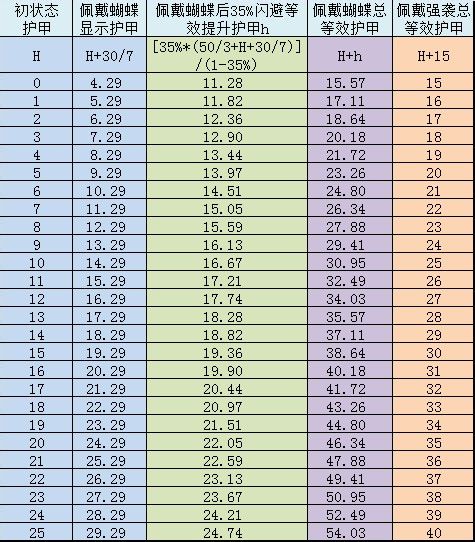 初状态护甲 佩戴蝴蝶显示护甲 佩戴蝴蝶后35%闪避等效提升护甲h 佩戴蝴蝶总等效护甲 佩戴强袭总等效护甲
H H+30/7 [35%*(50/3+H+30/7)]/(1-35%) H+h H+15
0 4.29 11.28 15.57 15
1 5.29 11.82 17.11 16
2 6.29 12.36 18.64 17
3 7.29 12.90 20.18 18
4 8.29 13.44 21.72 19
5 9.29 13.97 23.26 20
6 10.29 14.51 24.80 21
7 11.29 15.05 26.34 22
8 12.29 15.59 27.88 23
9 13.29 16.13 29.41 24
10 14.29 16.67 30.95 25
11 15.29 17.21 32.49 26
12 16.29 17.74 34.03 27
13 17.29 18.28 35.57 28
14 18.29 18.82 37.11 29
15 19.29 19.36 38.64 30
16 20.29 19.90 40.18 31
17 21.29 20.44 41.72 32
18 22.29 20.97 43.26 33
19 23.29 21.51 44.80 34
20 24.29 22.05 46.34 35
21 25.29 22.59 47.88 36
22 26.29 23.13 49.41 37
23 27.29 23.67 50.95 38
24 28.29 24.21 52.49 39
25 29.29 24.74 54.03 40